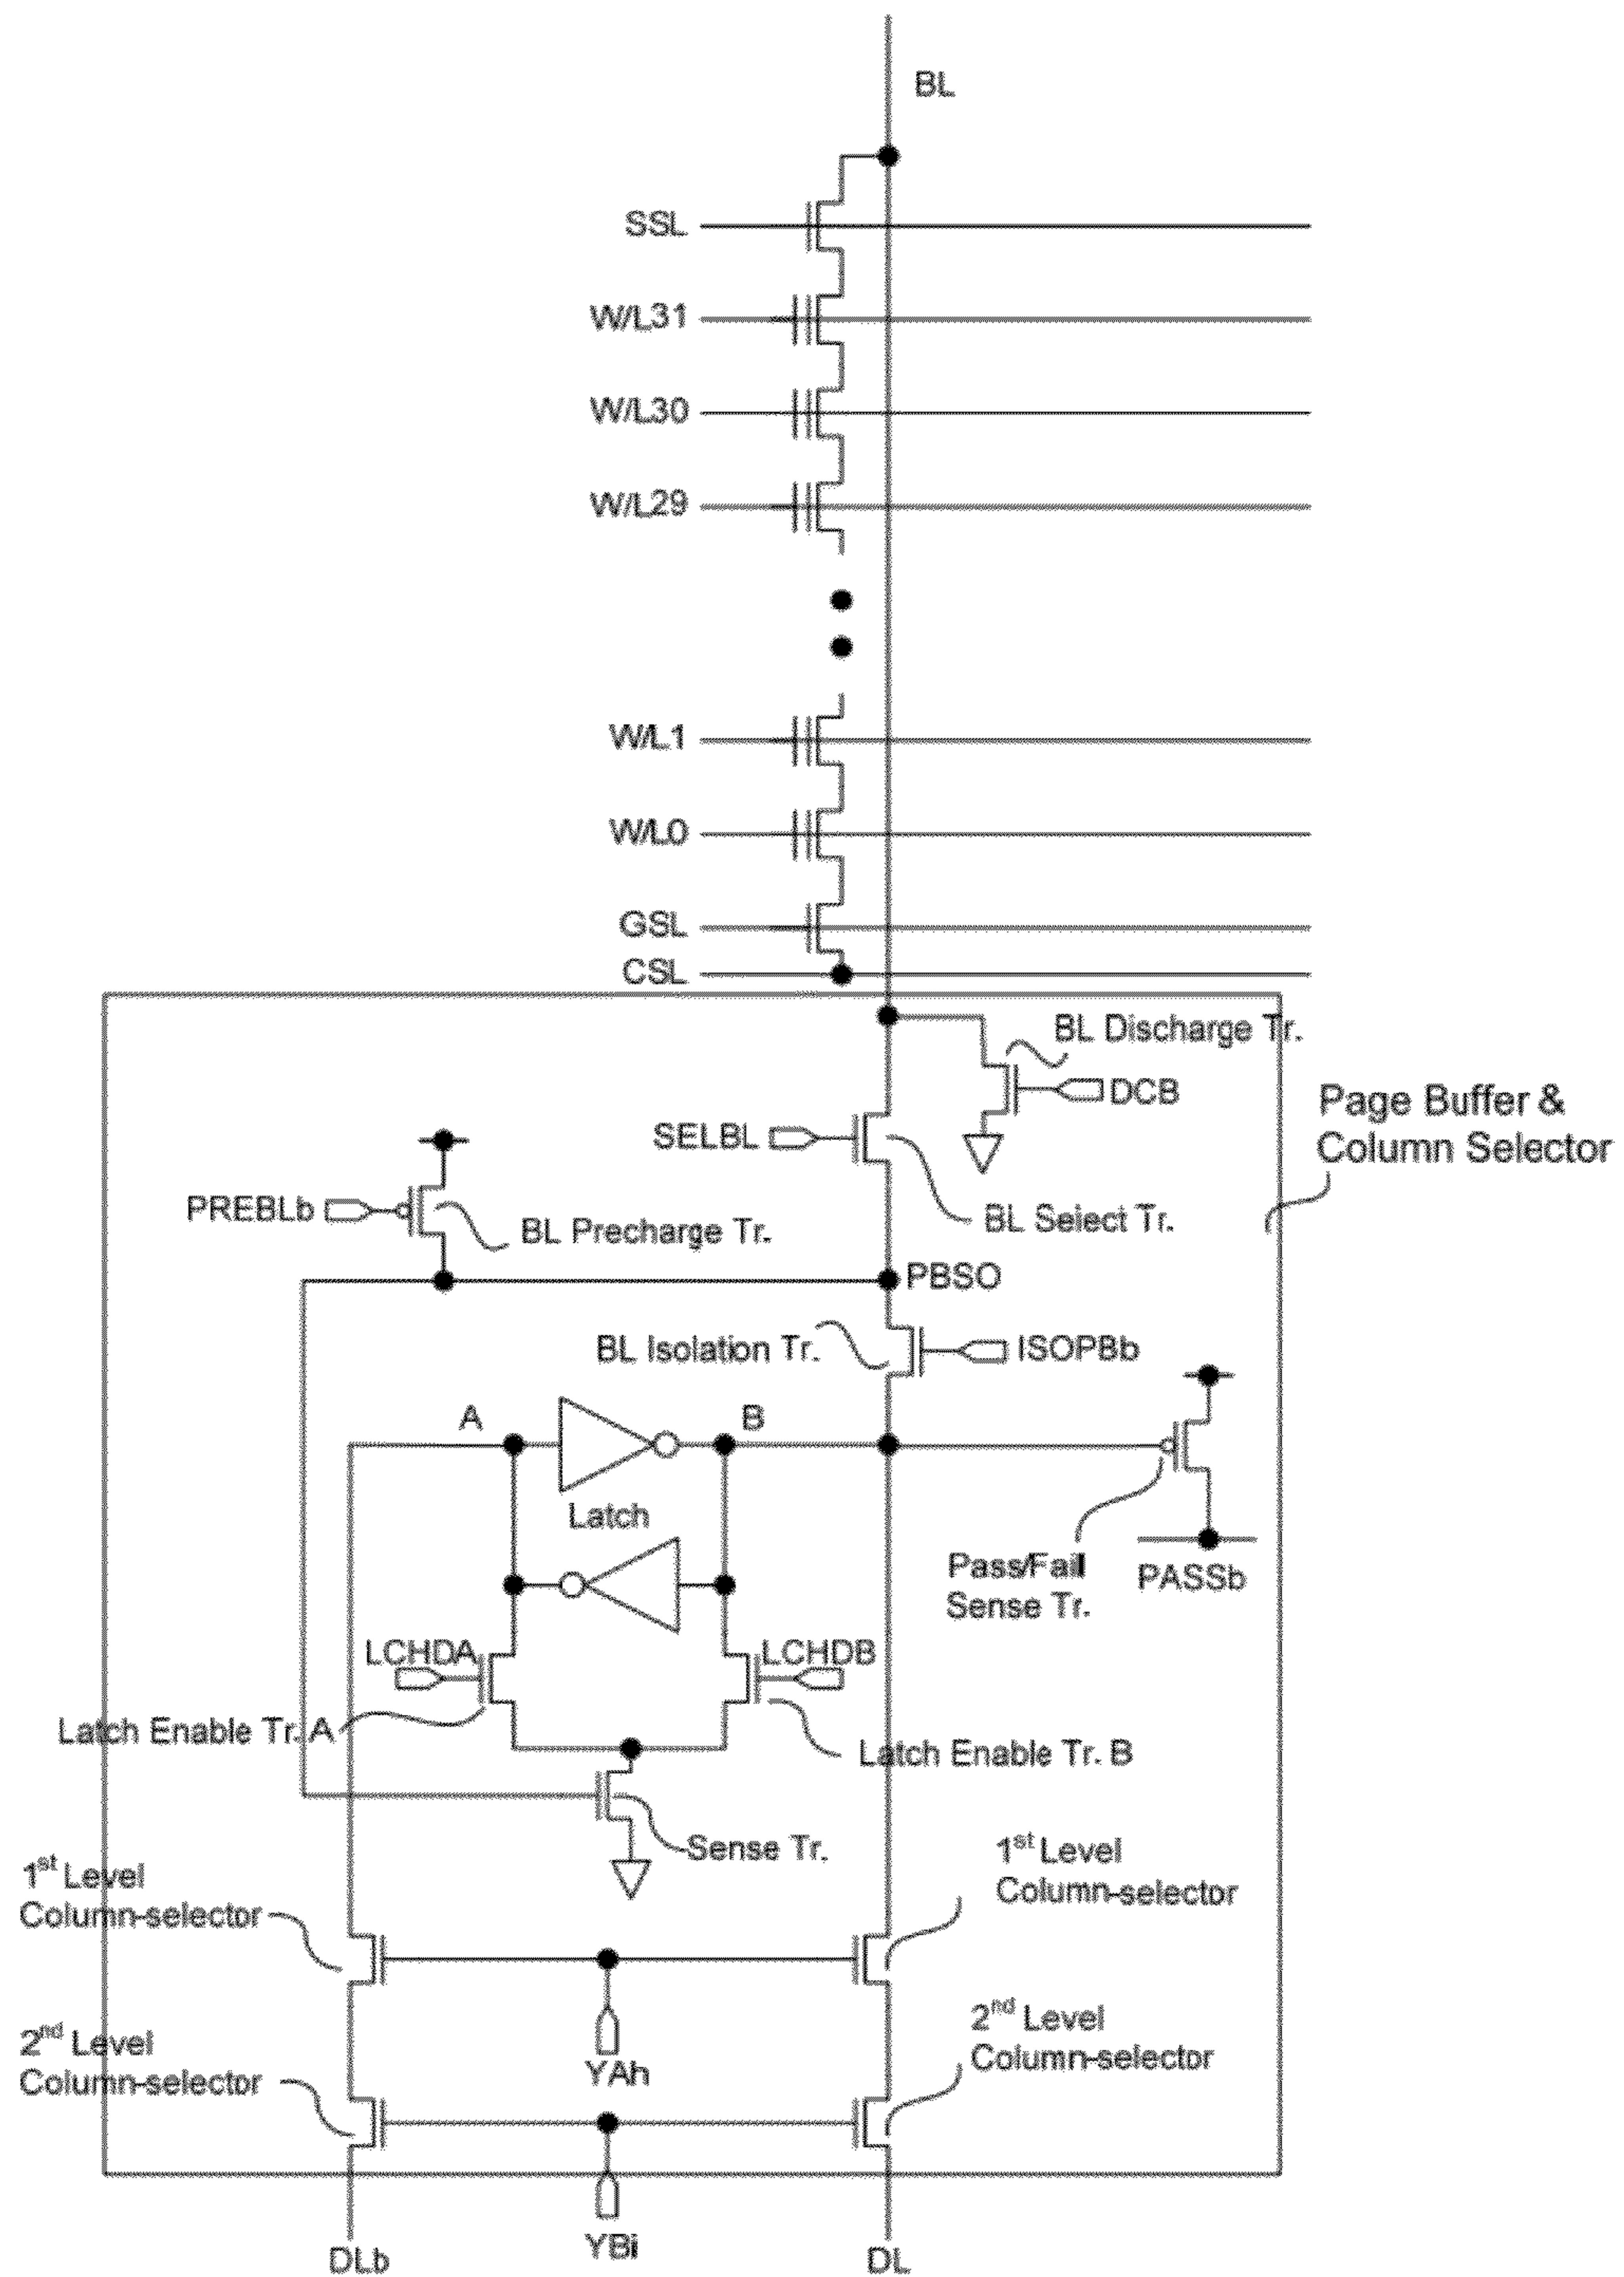 BL
SSL
W/L31
W/L30
W/L29
W/L1
W/L0
GSL
CSL
BL Discharge Tr.
DCB
Page Buffer &
Column Selector
SELBL
PREBLb
BL Select Tr.
BL Precharge Tr.
PBSO
BL Isolation Tr.
ISOPBb
A
B
Latch
Pass/Fail
Sense Tr.
PASSb
LCHDA
LCHDB
Latch Enable Tr. A
Latch Enable Tr. B
Sense Tr.
1st Level
Column-selector
1st Level
Column-selector
2nd Level
Column-selector
2nd Level
Column-selector
YAh
YBi
DLb
DL